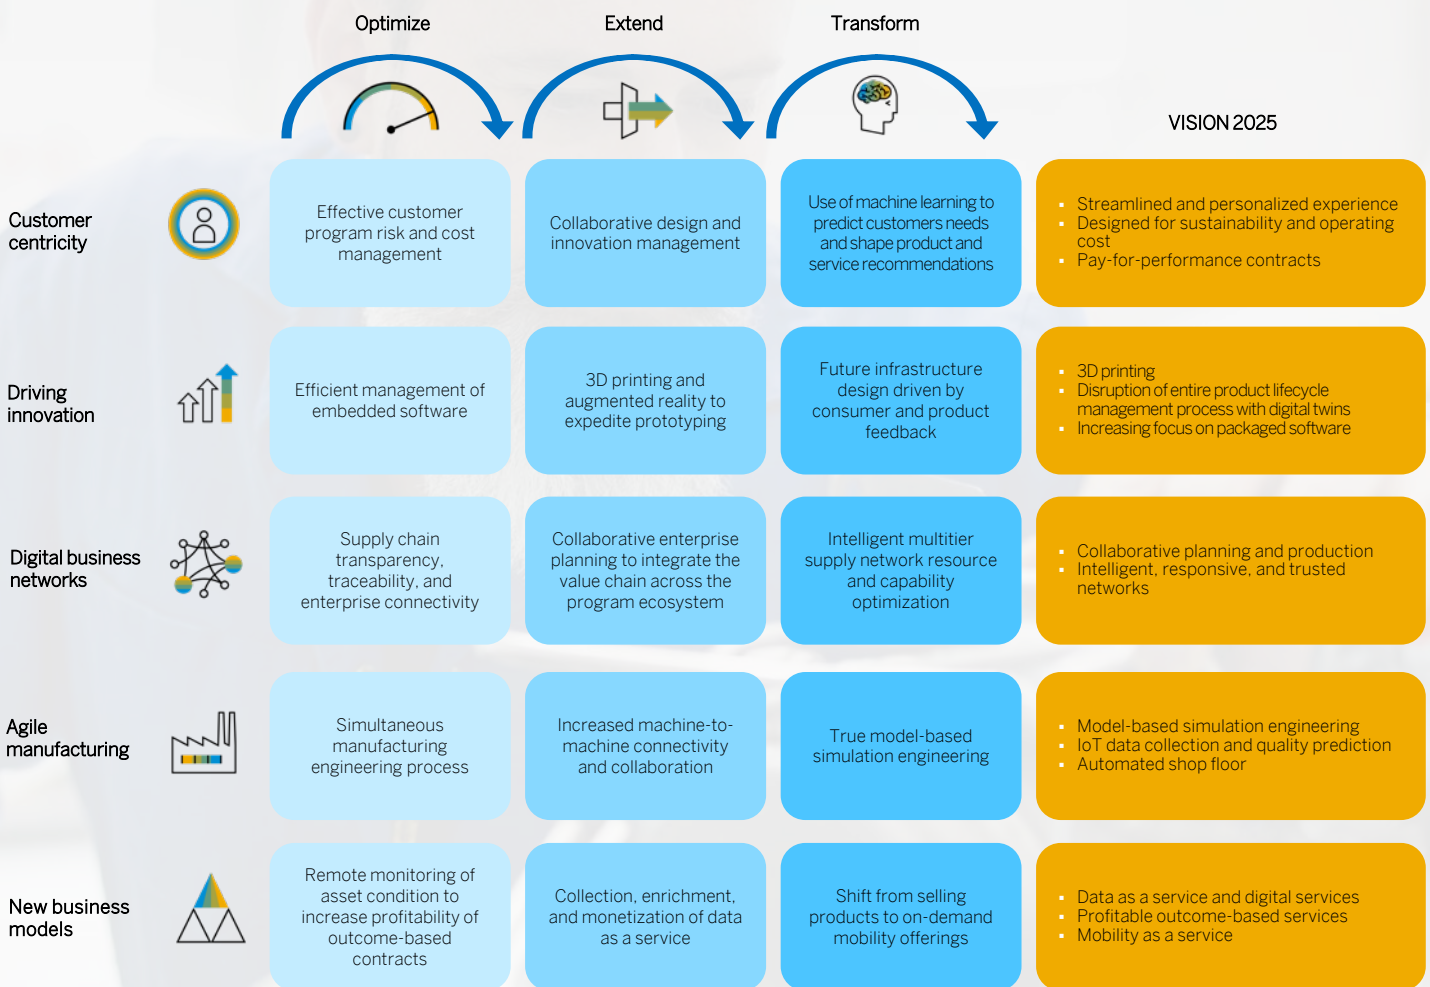 Optimize
Extend
Transform
VISION 2025
Customer
centricity
Effective customer
program risk and cost
management
Collaborative design and
innovation management
Use of machine learning to
predict customers needs
and shape product and
service recommendations
Streamlined and personalized experience
Designed for sustainability and operating
cost
Pay-for-performance contracts
Driving
innovation
Efficient management of
embedded software
3D printing and
augmented reality to
expedite prototyping
Future infrastructure
design driven by
consumer and product
feedback
3D printing
Disruption of entire product lifecycle
management process with digital twins
Increasing focus on packaged software
Digital business
networks
Supply chain
transparency,
traceability, and
enterprise connectivity
Collaborative enterprise
planning to integrate the
value chain across the
program ecosystem
Intelligent multitier
supply network resource
and capability
optimization
Collaborative planning and production
Intelligent, responsive, and trusted
networks
Agile
manufacturing
Simultaneous
manufacturing
engineering process
Increased machine-to-
machine connectivity
and collaboration
True model-based
simulation engineering
Model-based simulation engineering
IoT data collection and quality prediction
Automated shop floor
New business
models
Remote monitoring of
asset condition to
increase profitability of
outcome-based
contracts
Collection, enrichment,
and monetization of data
as a service
Shift from selling
products to on-demand
mobility offerings
Data as a service and digital services
Profitable outcome-based services
Mobility as a service